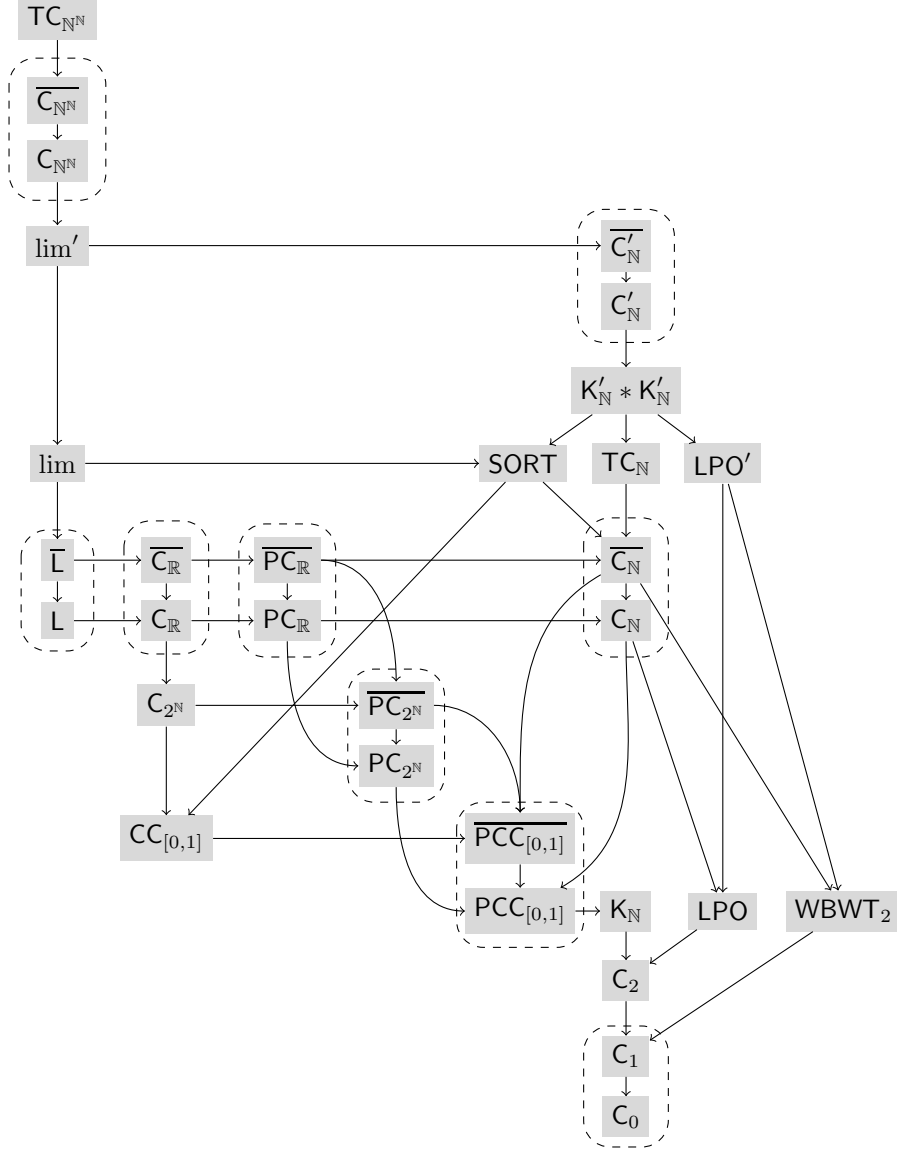 TC_{ℕ^ℕ}
\overline{C_{ℕ^ℕ}}
C_{ℕ^ℕ}
lim′ \overline{C′_ℕ}
C′_ℕ
K′_ℕ ∗ K′_ℕ
lim SORT TC_ℕ LPO′
\overline{L} \overline{C_ℝ} \overline{PC_ℝ} \overline{C_ℕ}
L C_ℝ PC_ℝ C_ℕ
C_{2^ℕ} \overline{PC_{2^ℕ}}
PC_{2^ℕ}
CC_{[0,1]} \overline{PCC_{[0,1]}}
PCC_{[0,1]} K_ℕ LPO WBWT_2
C_2
C_1
C_0